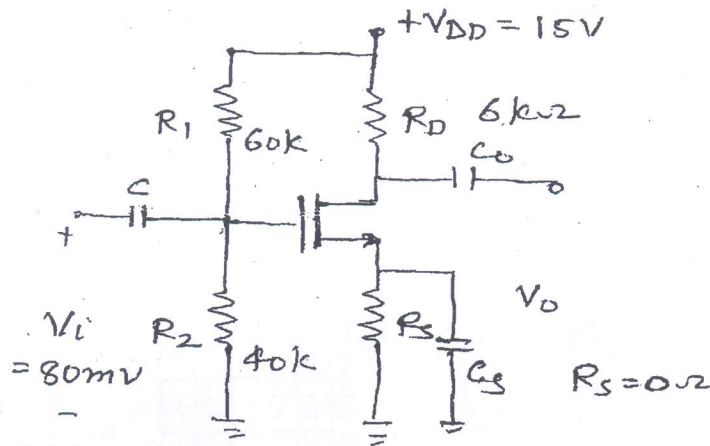 +VDD = 15V
R1
60k
RD
6kΩ
Co
C
+
Vi
= 80mv
-
R2
40k
Rs
Cs
Vo
Rs = 0Ω